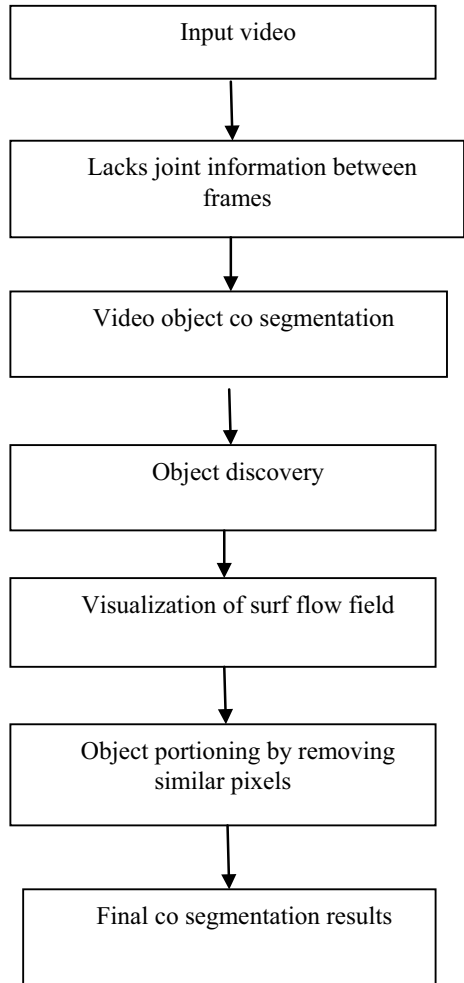 Input video
Lacks joint information between
frames
Video object co segmentation
Object discovery
Visualization of surf flow field
Object portioning by removing
similar pixels
Final co segmentation results